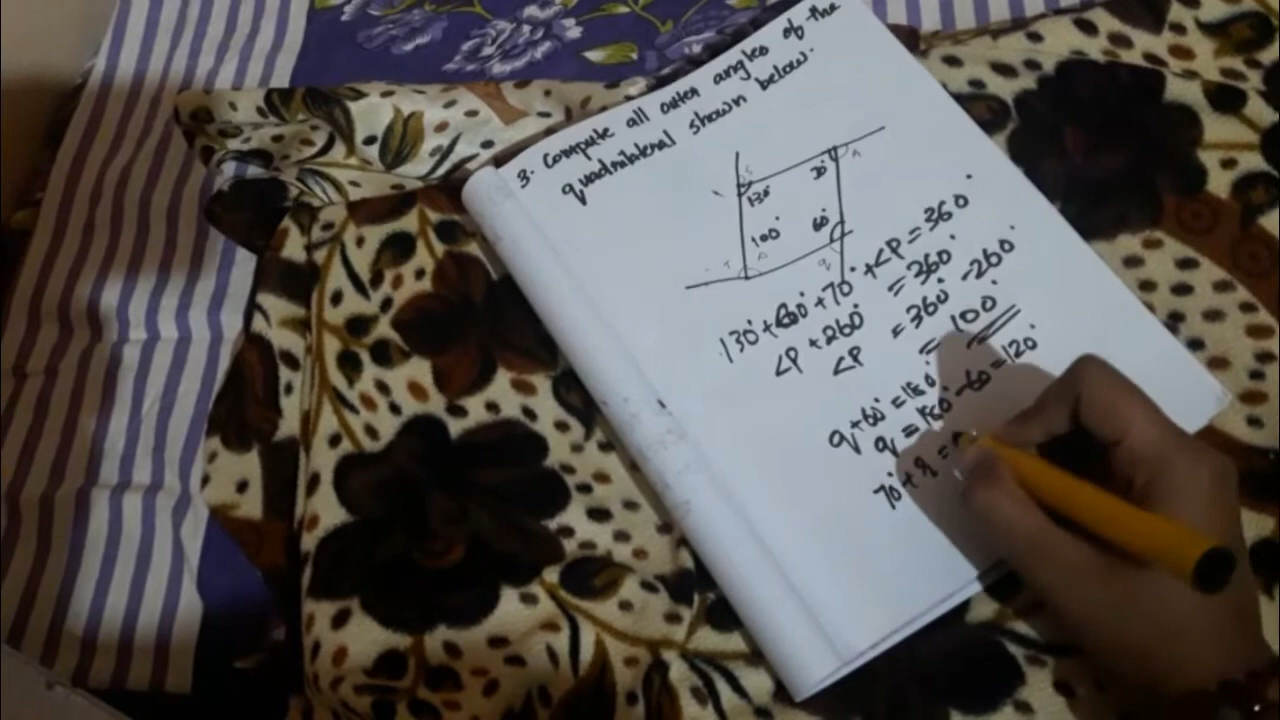 3. Compute all outer angles of the
quadrilateral shown below.
S
130°
70°
100°
60°
q
130° + 60° + 70° + <P = 360°
<P + 260° = 360°
<P = 360° - 260°
= 100°
q + 60° = 180°
q = 180° - 60 = 120°
70° + r =